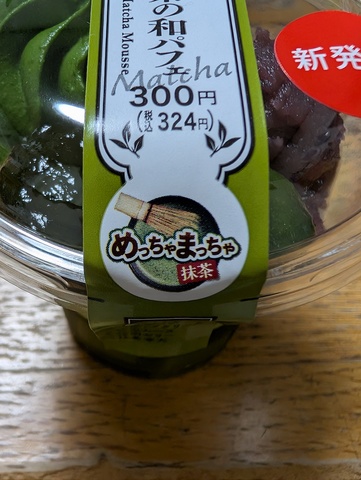 の和パフェ
Matcha Mousse
Matcha
300円
(税込 324円)
新発
めっちゃまっちゃ
抹茶